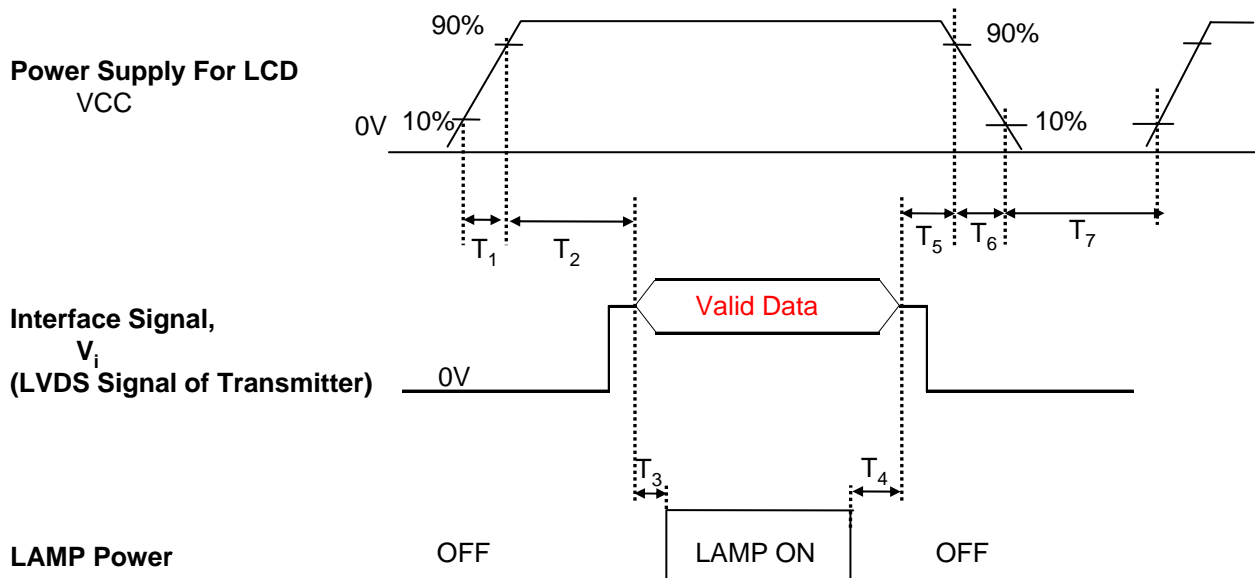 90%
90%
Power Supply For LCD
VCC
0V
10%
10%
T1
T2
T5
T6
T7
Valid Data
Interface Signal,
Vi
(LVDS Signal of Transmitter)
0V
T3
T4
LAMP Power
OFF
LAMP ON
OFF